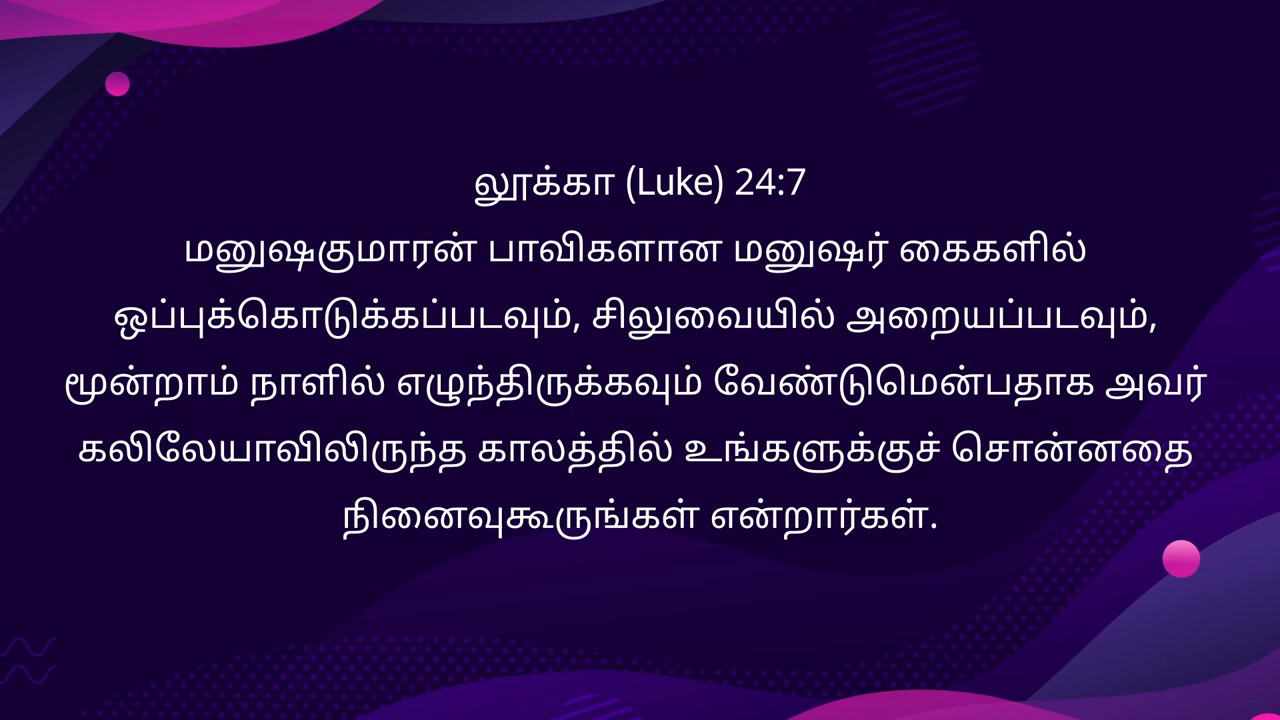 லூக்கா (Luke) 24:7
மனுஷகுமாரன் பாவிகளான மனுஷர் கைகளில்
ஒப்புக்கொடுக்கப்படவும், சிலுவையில் அறையப்படவும்,
மூன்றாம் நாளில் எழுந்திருக்கவும் வேண்டுமென்பதாக அவர்
கலிலேயாவிலிருந்த காலத்தில் உங்களுக்குச் சொன்னதை
நினைவுகூருங்கள் என்றார்கள்.